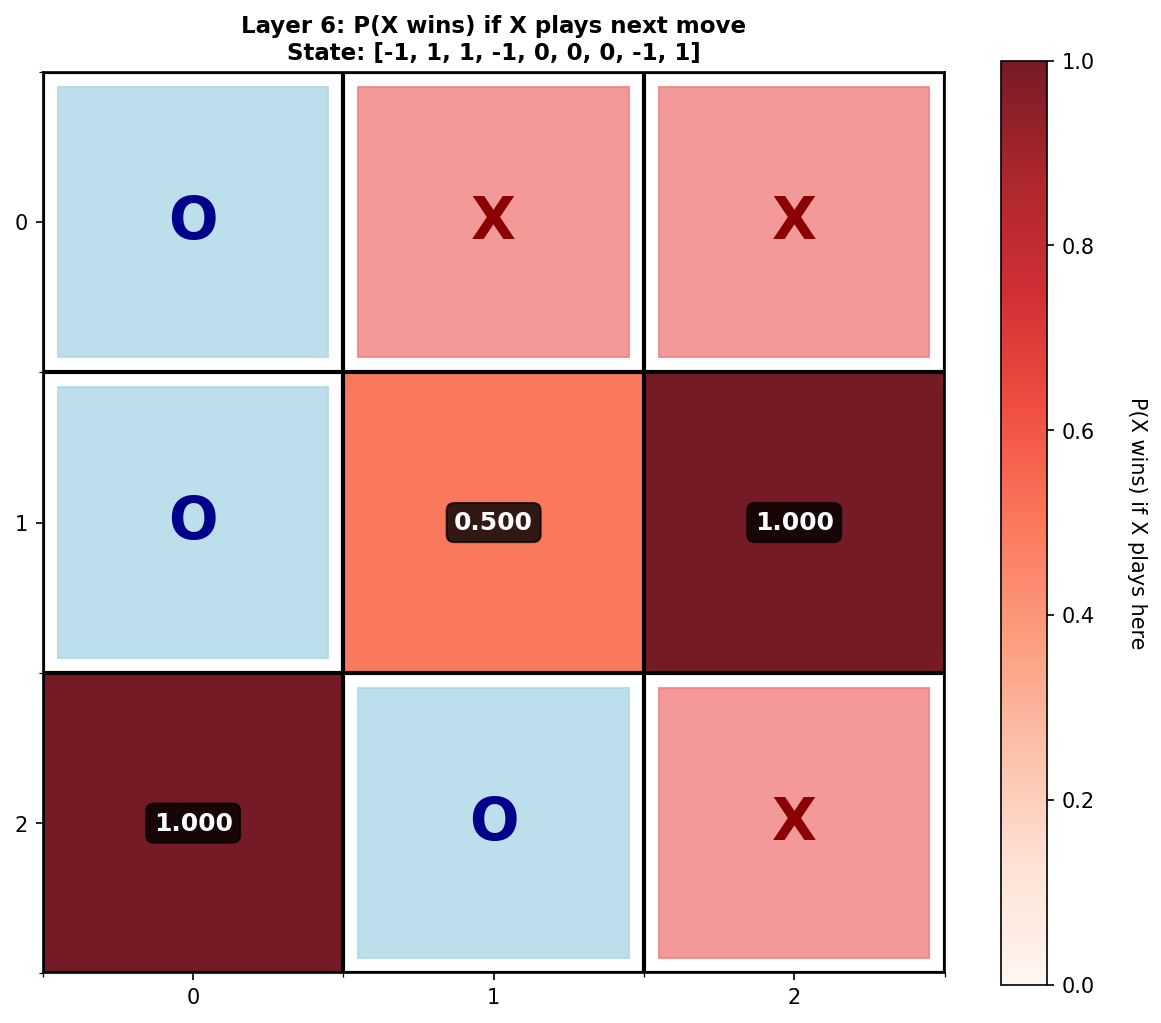 Layer 6: P(X wins) if X plays next move
State: [-1, 1, 1, -1, 0, 0, 0, -1, 1]
0
O
X
X
1
O
0.500
1.000
2
1.000
O
X
0
1
2
1.0
0.8
0.6
0.4
0.2
0.0
P(X wins) if X plays here